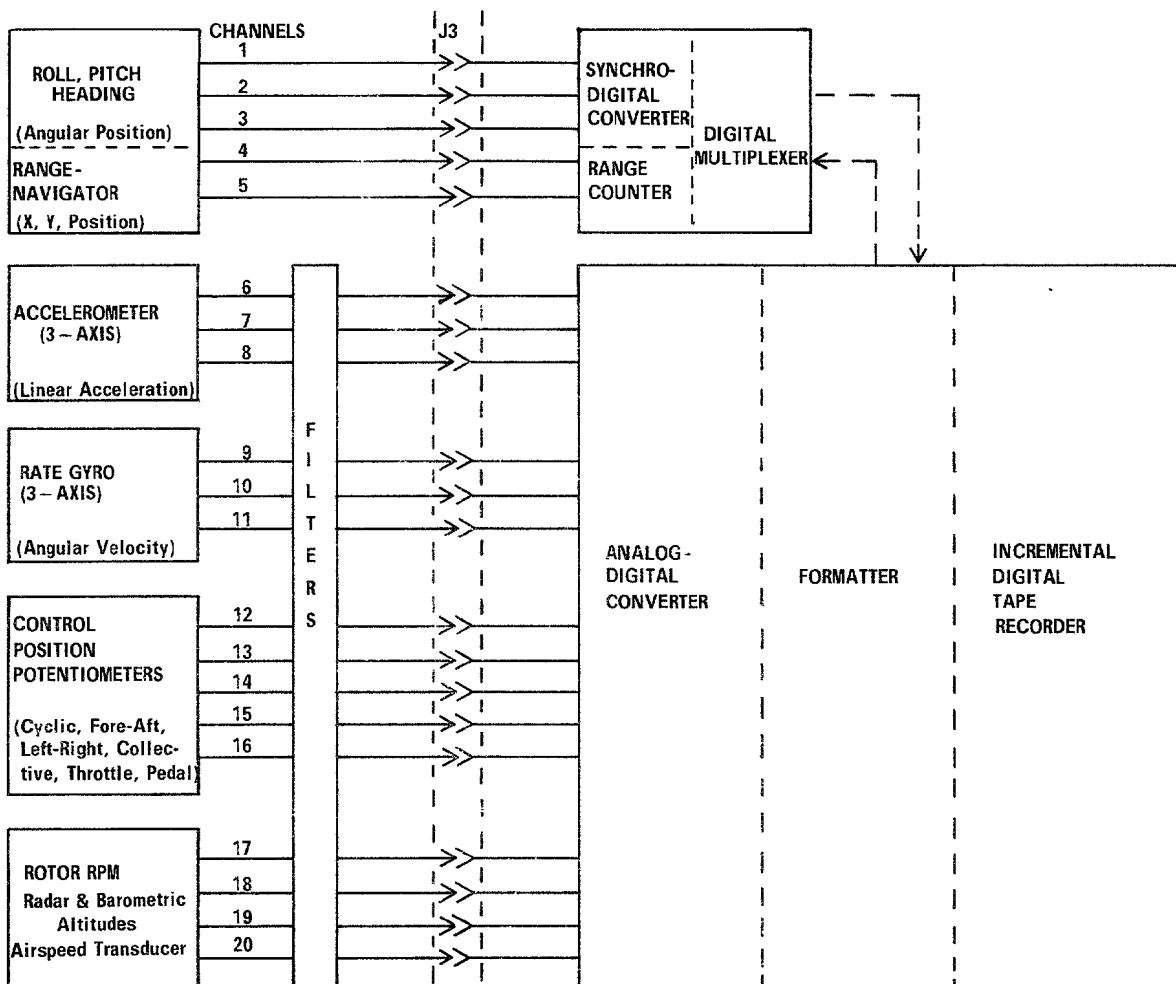 CHANNELS
J3
ROLL, PITCH
HEADING
(Angular Position)
RANGE-
NAVIGATOR
(X, Y, Position)
1
2
3
4
5
SYNCHRO-
DIGITAL
CONVERTER
RANGE
COUNTER
DIGITAL
MULTIPLEXER
ACCELEROMETER
(3-AXIS)
(Linear Acceleration)
6
7
8
RATE GYRO
(3-AXIS)
(Angular Velocity)
9
10
11
CONTROL
POSITION
POTENTIOMETERS
(Cyclic, Fore-Aft,
Left-Right, Collec-
tive, Throttle, Pedal)
12
13
14
15
16
ROTOR RPM
Radar & Barometric
Altitudes
Airspeed Transducer
17
18
19
20
FILTERS
ANALOG-
DIGITAL
CONVERTER
FORMATTER
INCREMENTAL
DIGITAL
TAPE
RECORDER